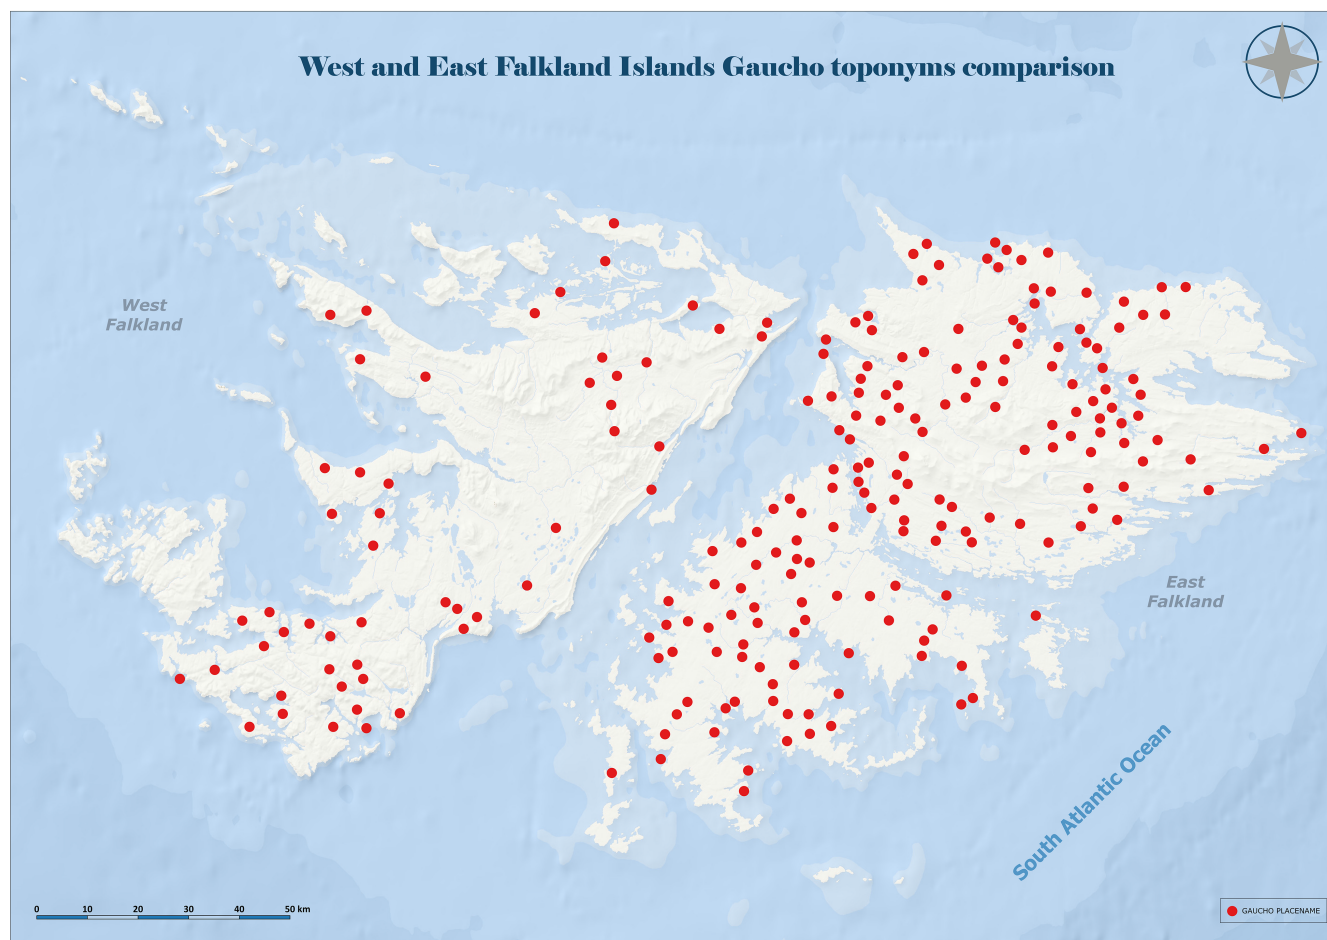 West and East Falkland Islands Gaucho toponyms comparison
West
Falkland
East
Falkland
South Atlantic Ocean
0 10 20 30 40 50 km
GAUCHO PLACENAME